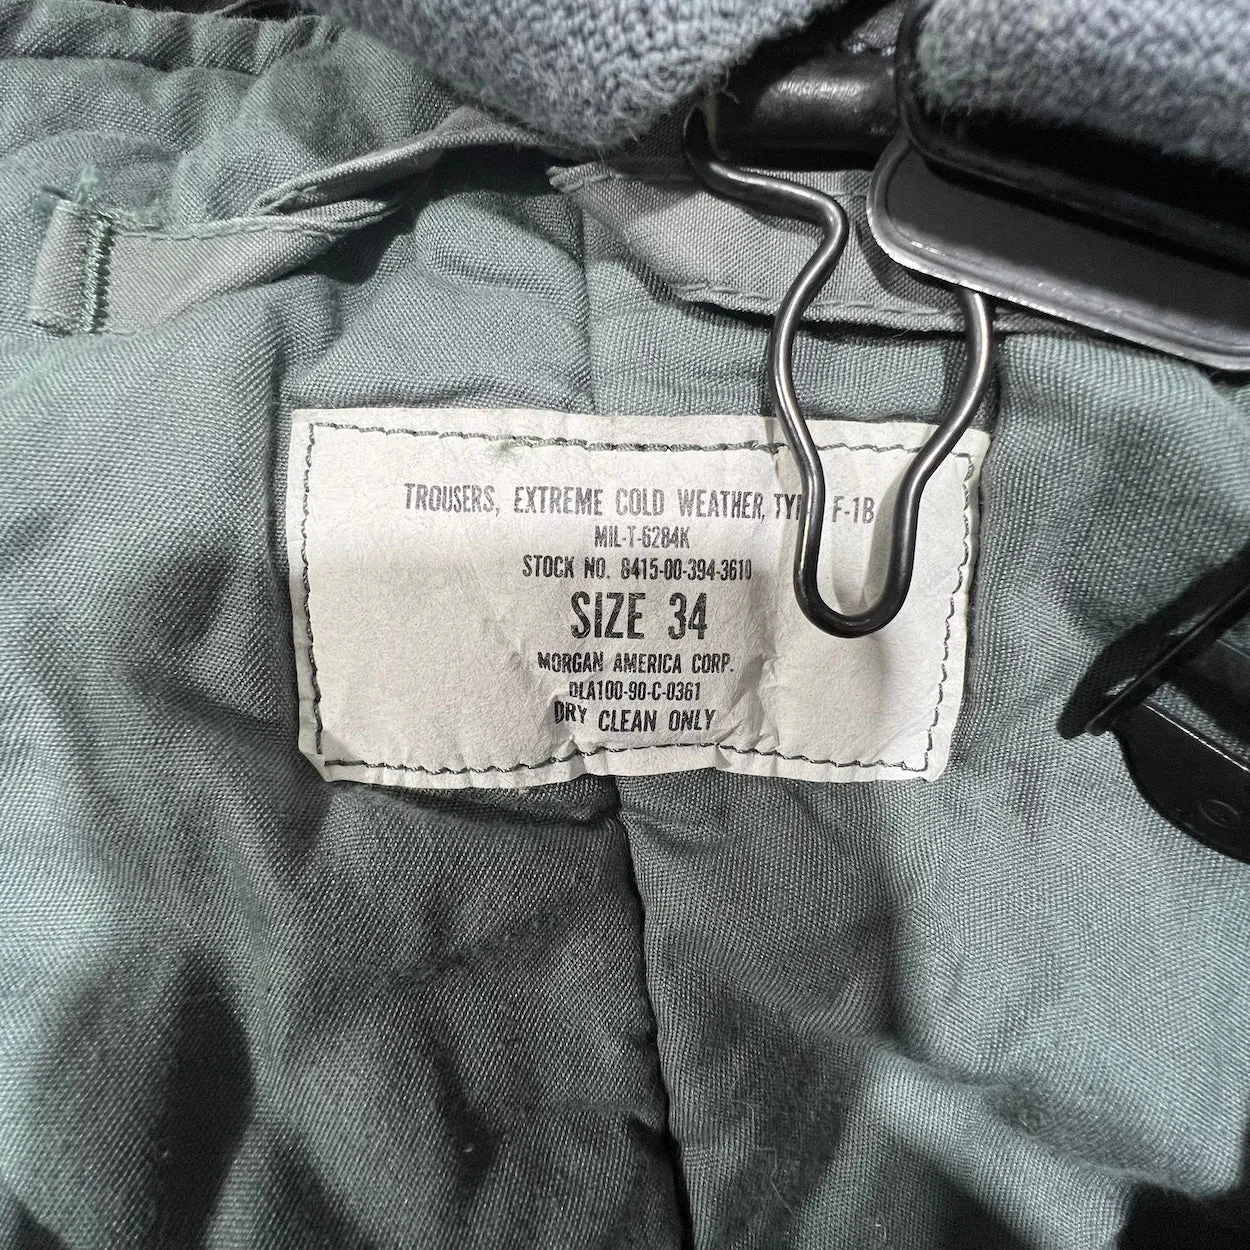 TROUSERS, EXTREME COLD WEATHER, F-1B
MIL-T-6284K
STOCK NO. 8415-00-394-3610
SIZE 34
MORGAN AMERICA CORP.
DLA100-90-C-0361
DRY CLEAN ONLY